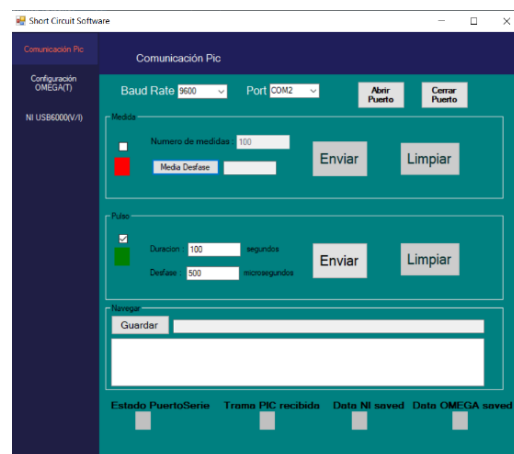 Short Circuit Software
Comunicación Pic
Comunicación Pic
Configuración
OMEGA(T)
NI USB6000(V/I)
Baud Rate 9600 Port COM2 Abrir Puerto Cerrar Puerto
Medida
Numero de medidas : 100
Media Desfase
Enviar Limpiar
Pulso
Duracion : 100 segundos
Desfase : 500 microsegundos
Enviar Limpiar
Navegar
Guardar
Estado PuertoSerie Trama PIC recibida Data NI saved Data OMEGA saved